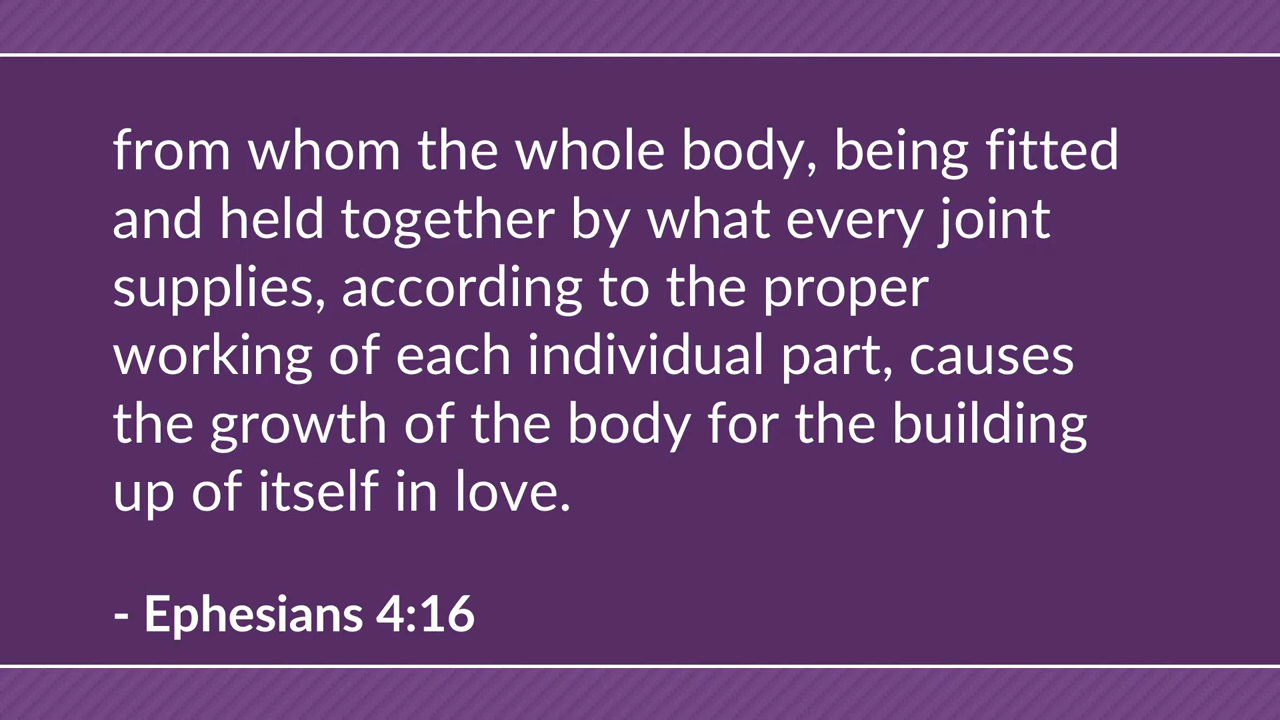 from whom the whole body, being fitted
and held together by what every joint
supplies, according to the proper
working of each individual part, causes
the growth of the body for the building
up of itself in love.
- Ephesians 4:16